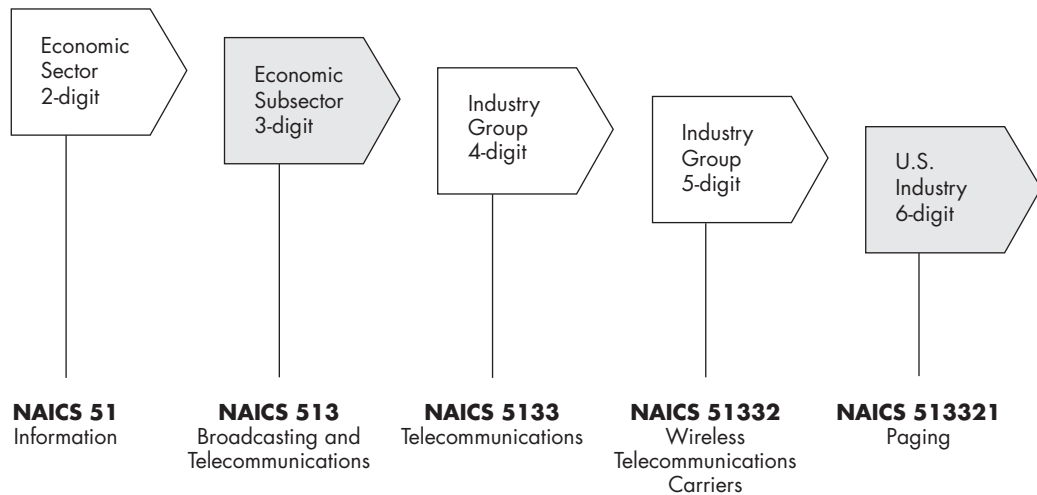 Economic
Sector
2-digit
Economic
Subsector
3-digit
Industry
Group
4-digit
Industry
Group
5-digit
U.S.
Industry
6-digit
NAICS 51
Information
NAICS 513
Broadcasting and
Telecommunications
NAICS 5133
Telecommunications
NAICS 51332
Wireless
Telecommunications
Carriers
NAICS 513321
Paging